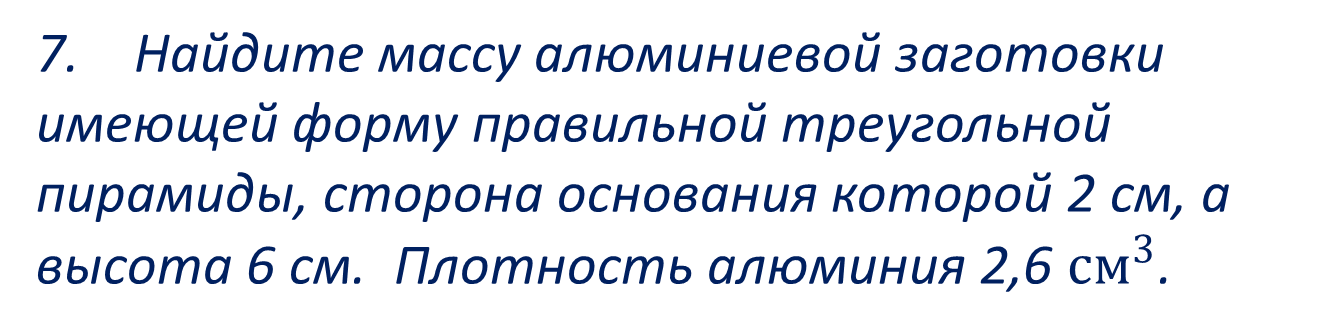 7. Найдите массу алюминиевой заготовки
имеющей форму правильной треугольной
пирамиды, сторона основания которой 2 см, а
высота 6 см. Плотность алюминия 2,6 см³.